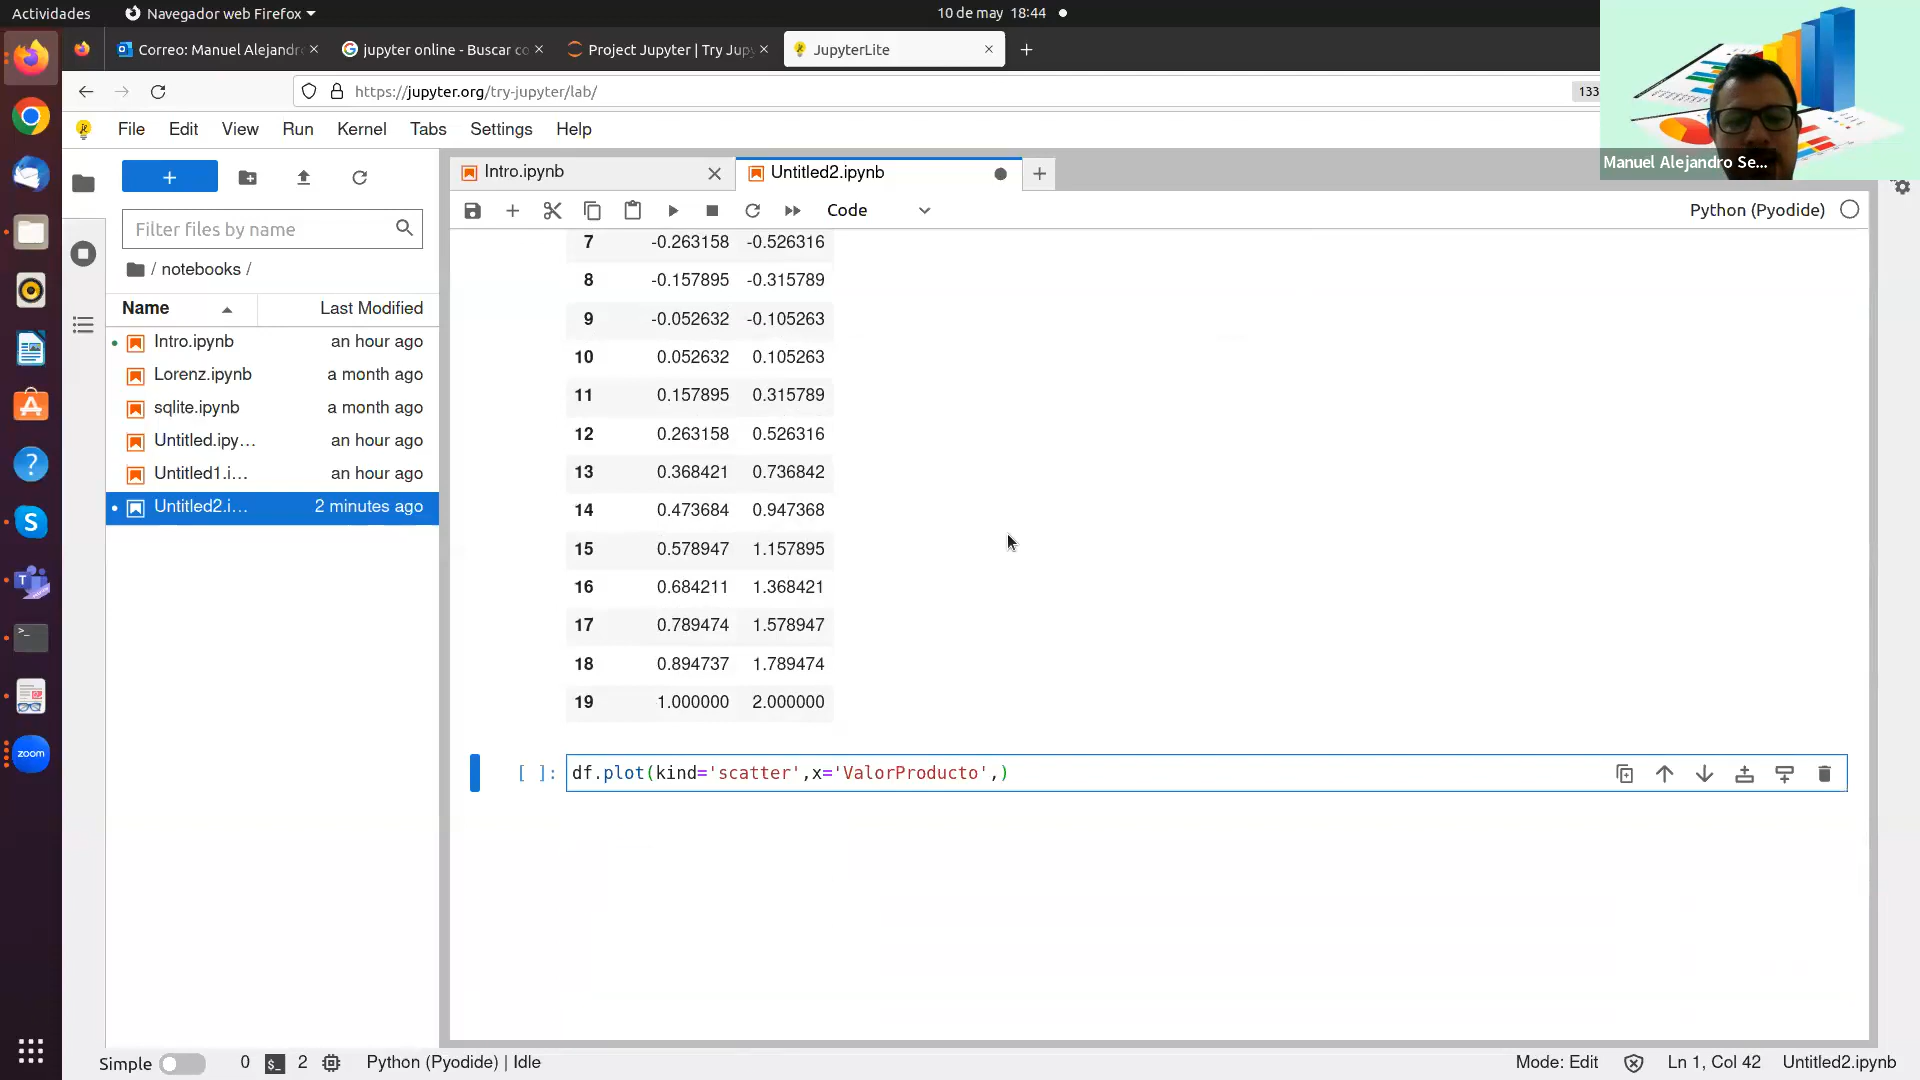 Actividades
Navegador web Firefox
10 de may 18:44
Correo: Manuel Alejandr
jupyter online - Buscar co
Project Jupyter | Try Jup
JupyterLite
https://jupyter.org/try-jupyter/lab/
133
File Edit View Run Kernel Tabs Settings Help
Manuel Alejandro Se...
Intro.ipynb
Untitled2.ipynb
Filter files by name
Code
Python (Pyodide)
/ notebooks /
Name
Last Modified
Intro.ipynb an hour ago
Lorenz.ipynb a month ago
sqlite.ipynb a month ago
Untitled.ipy… an hour ago
Untitled1.i… an hour ago
Untitled2.i… 2 minutes ago
7 -0.263158 -0.526316
8 -0.157895 -0.315789
9 -0.052632 -0.105263
10 0.052632 0.105263
11 0.157895 0.315789
12 0.263158 0.526316
13 0.368421 0.736842
14 0.473684 0.947368
15 0.578947 1.157895
16 0.684211 1.368421
17 0.789474 1.578947
18 0.894737 1.789474
19 1.000000 2.000000
[ ]: df.plot(kind='scatter',x='ValorProducto',)
zoom
Simple 0 2 Python (Pyodide) | Idle
Mode: Edit Ln 1, Col 42 Untitled2.ipynb